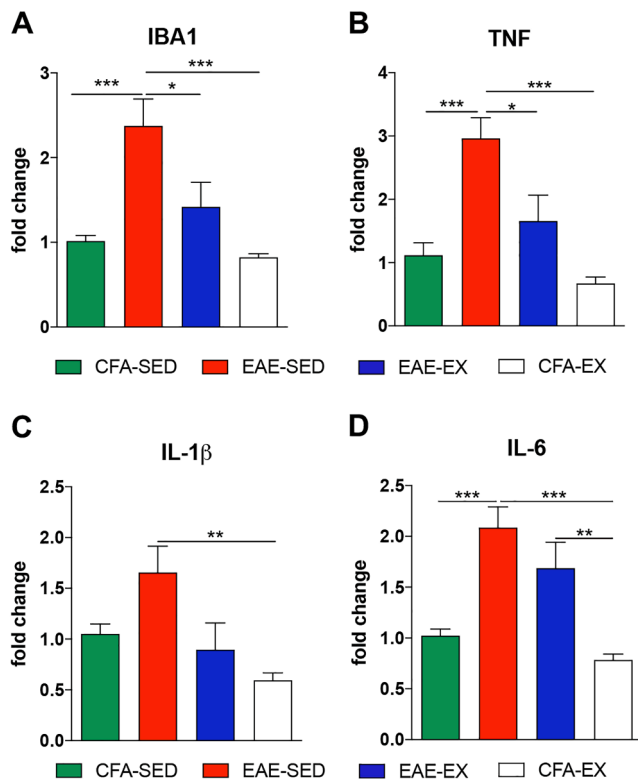 A
IBA1
fold change
3
2
1
0
***
***
*
B
TNF
fold change
4
3
2
1
0
***
***
*
CFA-SED EAE-SED EAE-EX CFA-EX
C
IL-1β
fold change
2.5
2.0
1.5
1.0
0.5
0.0
**
D
IL-6
fold change
2.5
2.0
1.5
1.0
0.5
0.0
***
***
**
CFA-SED EAE-SED EAE-EX CFA-EX